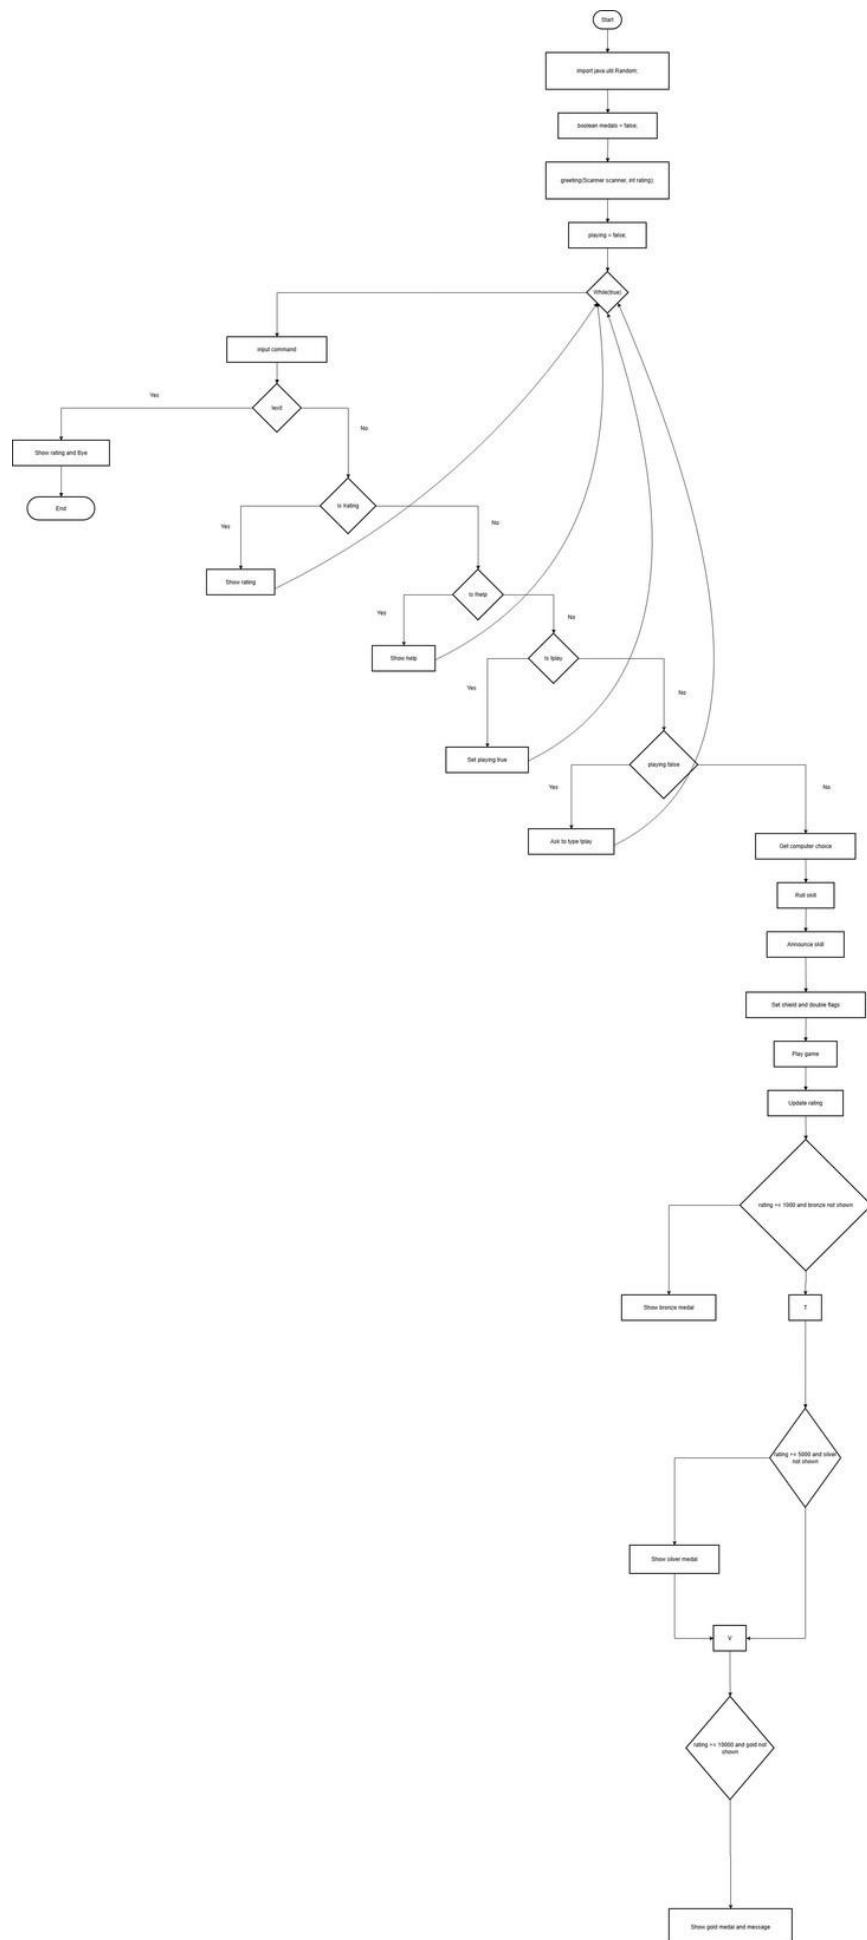 Start
import java.util.Random;
boolean medals = false;
greeting(Scanner scanner, int rating)
playing = false;
While(true)
input command
!exit
Yes
No
Show rating and Bye
End
Is !rating
Yes
No
Show rating
Is !help
Yes
No
Show help
Is !play
Yes
No
Set playing true
playing false
Yes
No
Ask to type !play
Get computer choice
Roll skill
Announce skill
Set shield and double flags
Play game
Update rating
rating >= 1000 and bronze not shown
Show bronze medal
T
rating >= 5000 and silver
not shown
Show silver medal
V
rating >= 10000 and gold not
shown
Show gold medal and message